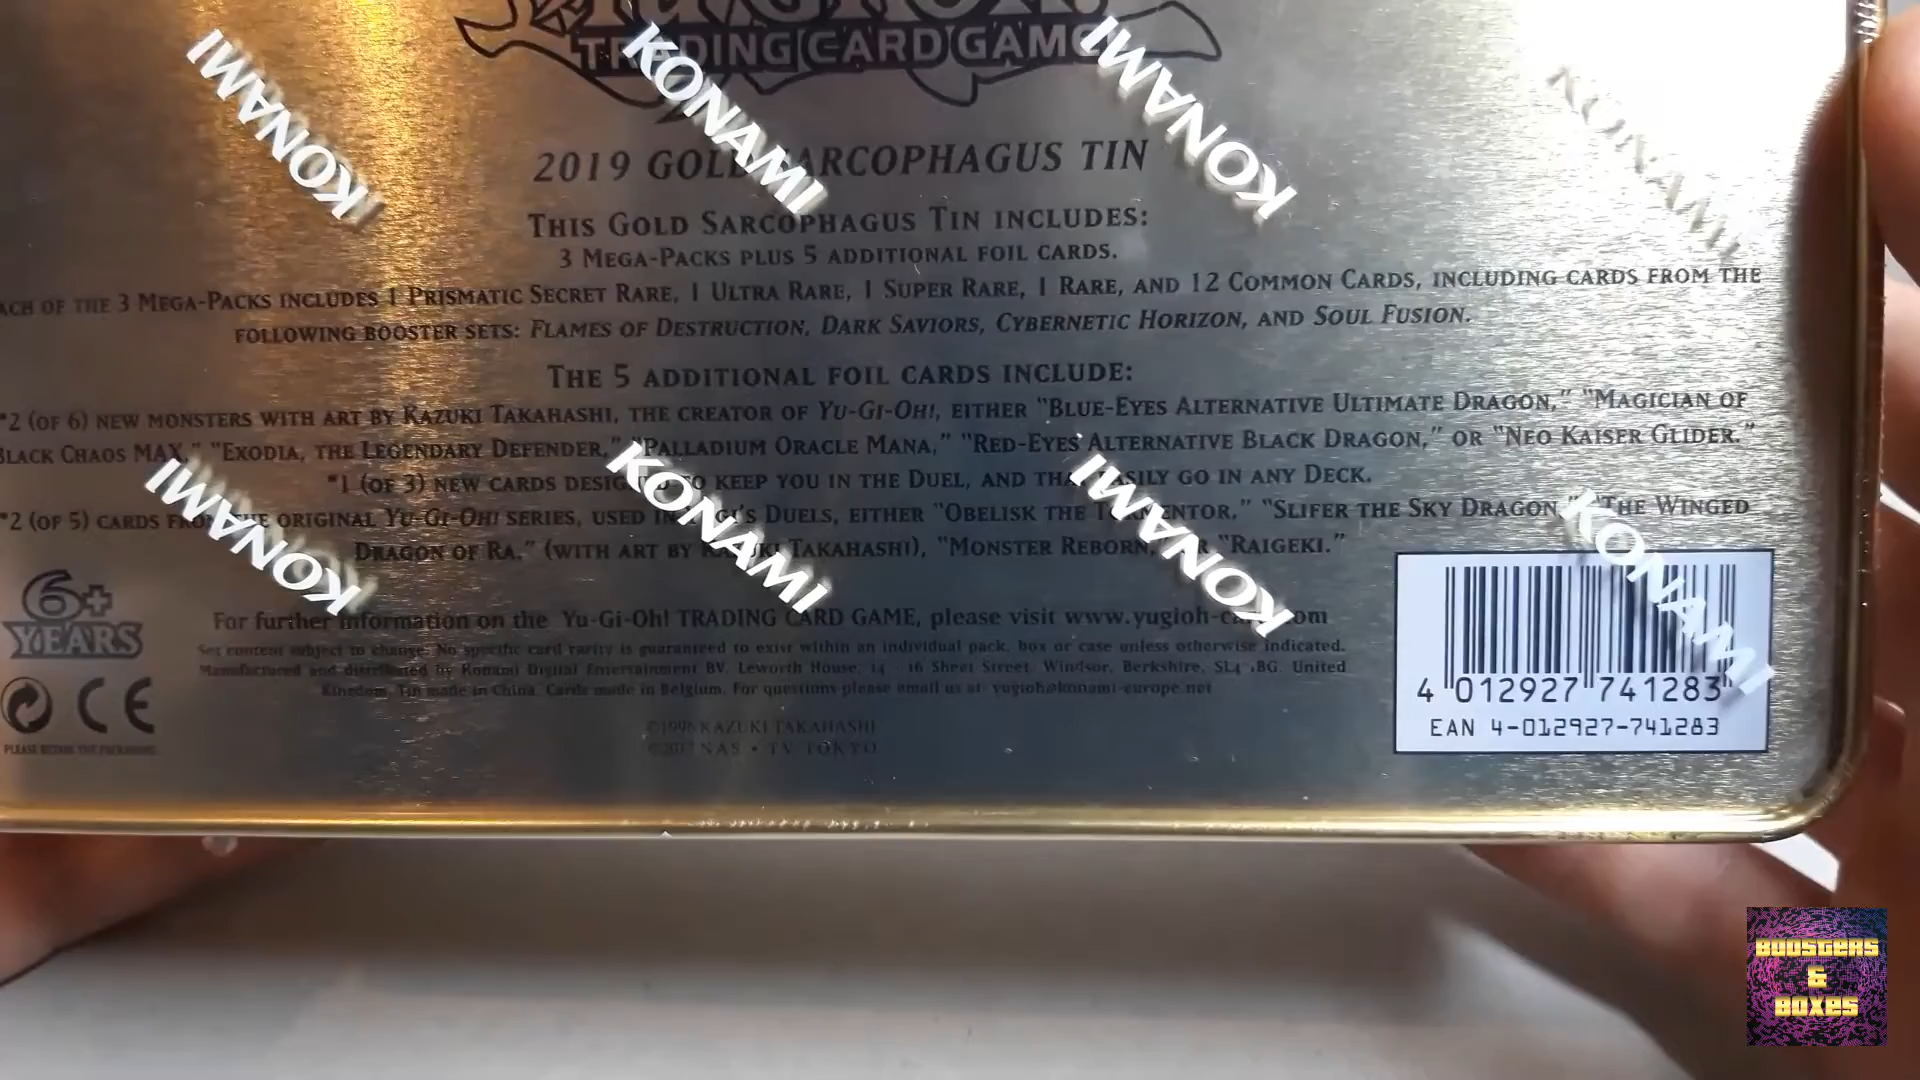 TRADING CARD GAME
2019 GOLD SARCOPHAGUS TIN
THIS GOLD SARCOPHAGUS TIN INCLUDES:
3 MEGA-PACKS PLUS 5 ADDITIONAL FOIL CARDS.
ACH OF THE 3 MEGA-PACKS INCLUDES 1 PRISMATIC SECRET RARE, 1 ULTRA RARE, 1 SUPER RARE, 1 RARE, AND 12 COMMON CARDS, INCLUDING CARDS FROM THE
FOLLOWING BOOSTER SETS: FLAMES OF DESTRUCTION, DARK SAVIORS, CYBERNETIC HORIZON, AND SOUL FUSION.
THE 5 ADDITIONAL FOIL CARDS INCLUDE:
*2 (OF 6) NEW MONSTERS WITH ART BY KAZUKI TAKAHASHI, THE CREATOR OF YU-GI-OH!, EITHER "BLUE-EYES ALTERNATIVE ULTIMATE DRAGON," "MAGICIAN OF
BLACK CHAOS MAX," "EXODIA, THE LEGENDARY DEFENDER," "PALLADIUM ORACLE MANA," "RED-EYES ALTERNATIVE BLACK DRAGON," OR "NEO KAISER GLIDER."
*1 (OF 3) NEW CARDS DESIGNED TO KEEP YOU IN THE DUEL, AND THAT EASILY GO IN ANY DECK.
*2 (OF 5) CARDS FROM THE ORIGINAL YU-GI-OH! SERIES, USED IN YUGI'S DUELS, EITHER "OBELISK THE TORMENTOR," "SLIFER THE SKY DRAGON," "THE WINGED
DRAGON OF RA," (WITH ART BY KAZUKI TAKAHASHI), "MONSTER REBORN," OR "RAIGEKI."
6+
YEARS
For further information on the Yu-Gi-Oh! TRADING CARD GAME, please visit www.yugioh-card.com
Set content subject to change. No specific card rarity is guaranteed to exist within an individual pack, box or case unless otherwise indicated.
Manufactured and distributed by Konami Digital Entertainment BV. Leworth House, 14 - 16 Sheet Street, Windsor, Berkshire, SL4 1BG. United
Kingdom. Tin made in China. Cards made in Belgium. For questions please email us at: yugioh@konami-europe.net
CE
PLEASE RETAIN THE PACKAGING
©1996 KAZUKI TAKAHASHI
NAS • TV TOKYO
4 012927 741283
EAN 4-012927-741283
KONAMI
KONAMI
KONAMI
KONAMI
KONAMI
KONAMI
KONAMI
KONAMI
BOOSTERS
&
BOXES